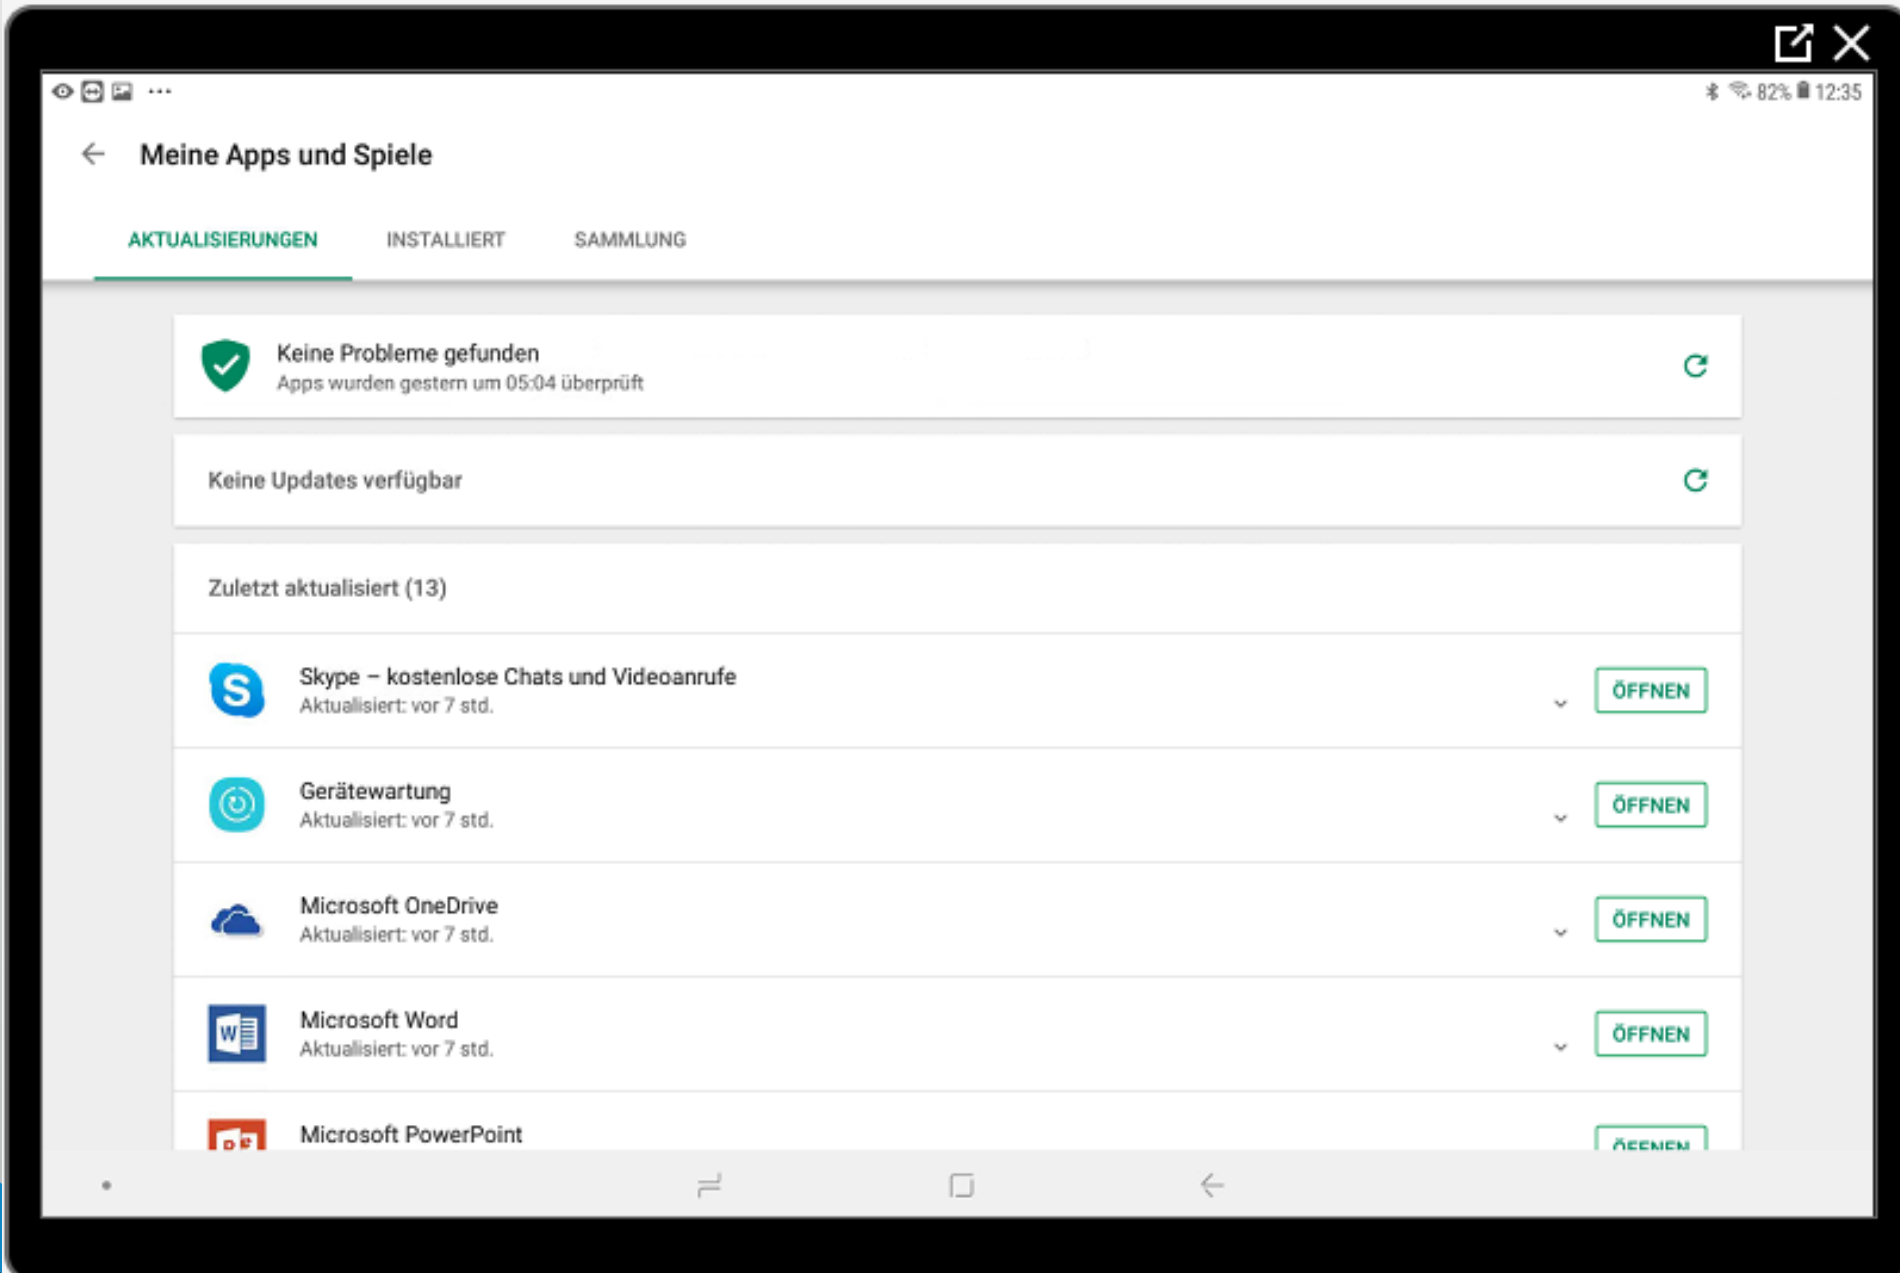 82% 12:35
Meine Apps und Spiele
AKTUALISIERUNGEN INSTALLIERT SAMMLUNG
Keine Probleme gefunden
Apps wurden gestern um 05:04 überprüft
Keine Updates verfügbar
Zuletzt aktualisiert (13)
Skype – kostenlose Chats und Videoanrufe
Aktualisiert: vor 7 std.
ÖFFNEN
Gerätewartung
Aktualisiert: vor 7 std.
ÖFFNEN
Microsoft OneDrive
Aktualisiert: vor 7 std.
ÖFFNEN
Microsoft Word
Aktualisiert: vor 7 std.
ÖFFNEN
Microsoft PowerPoint
ÖFFNEN